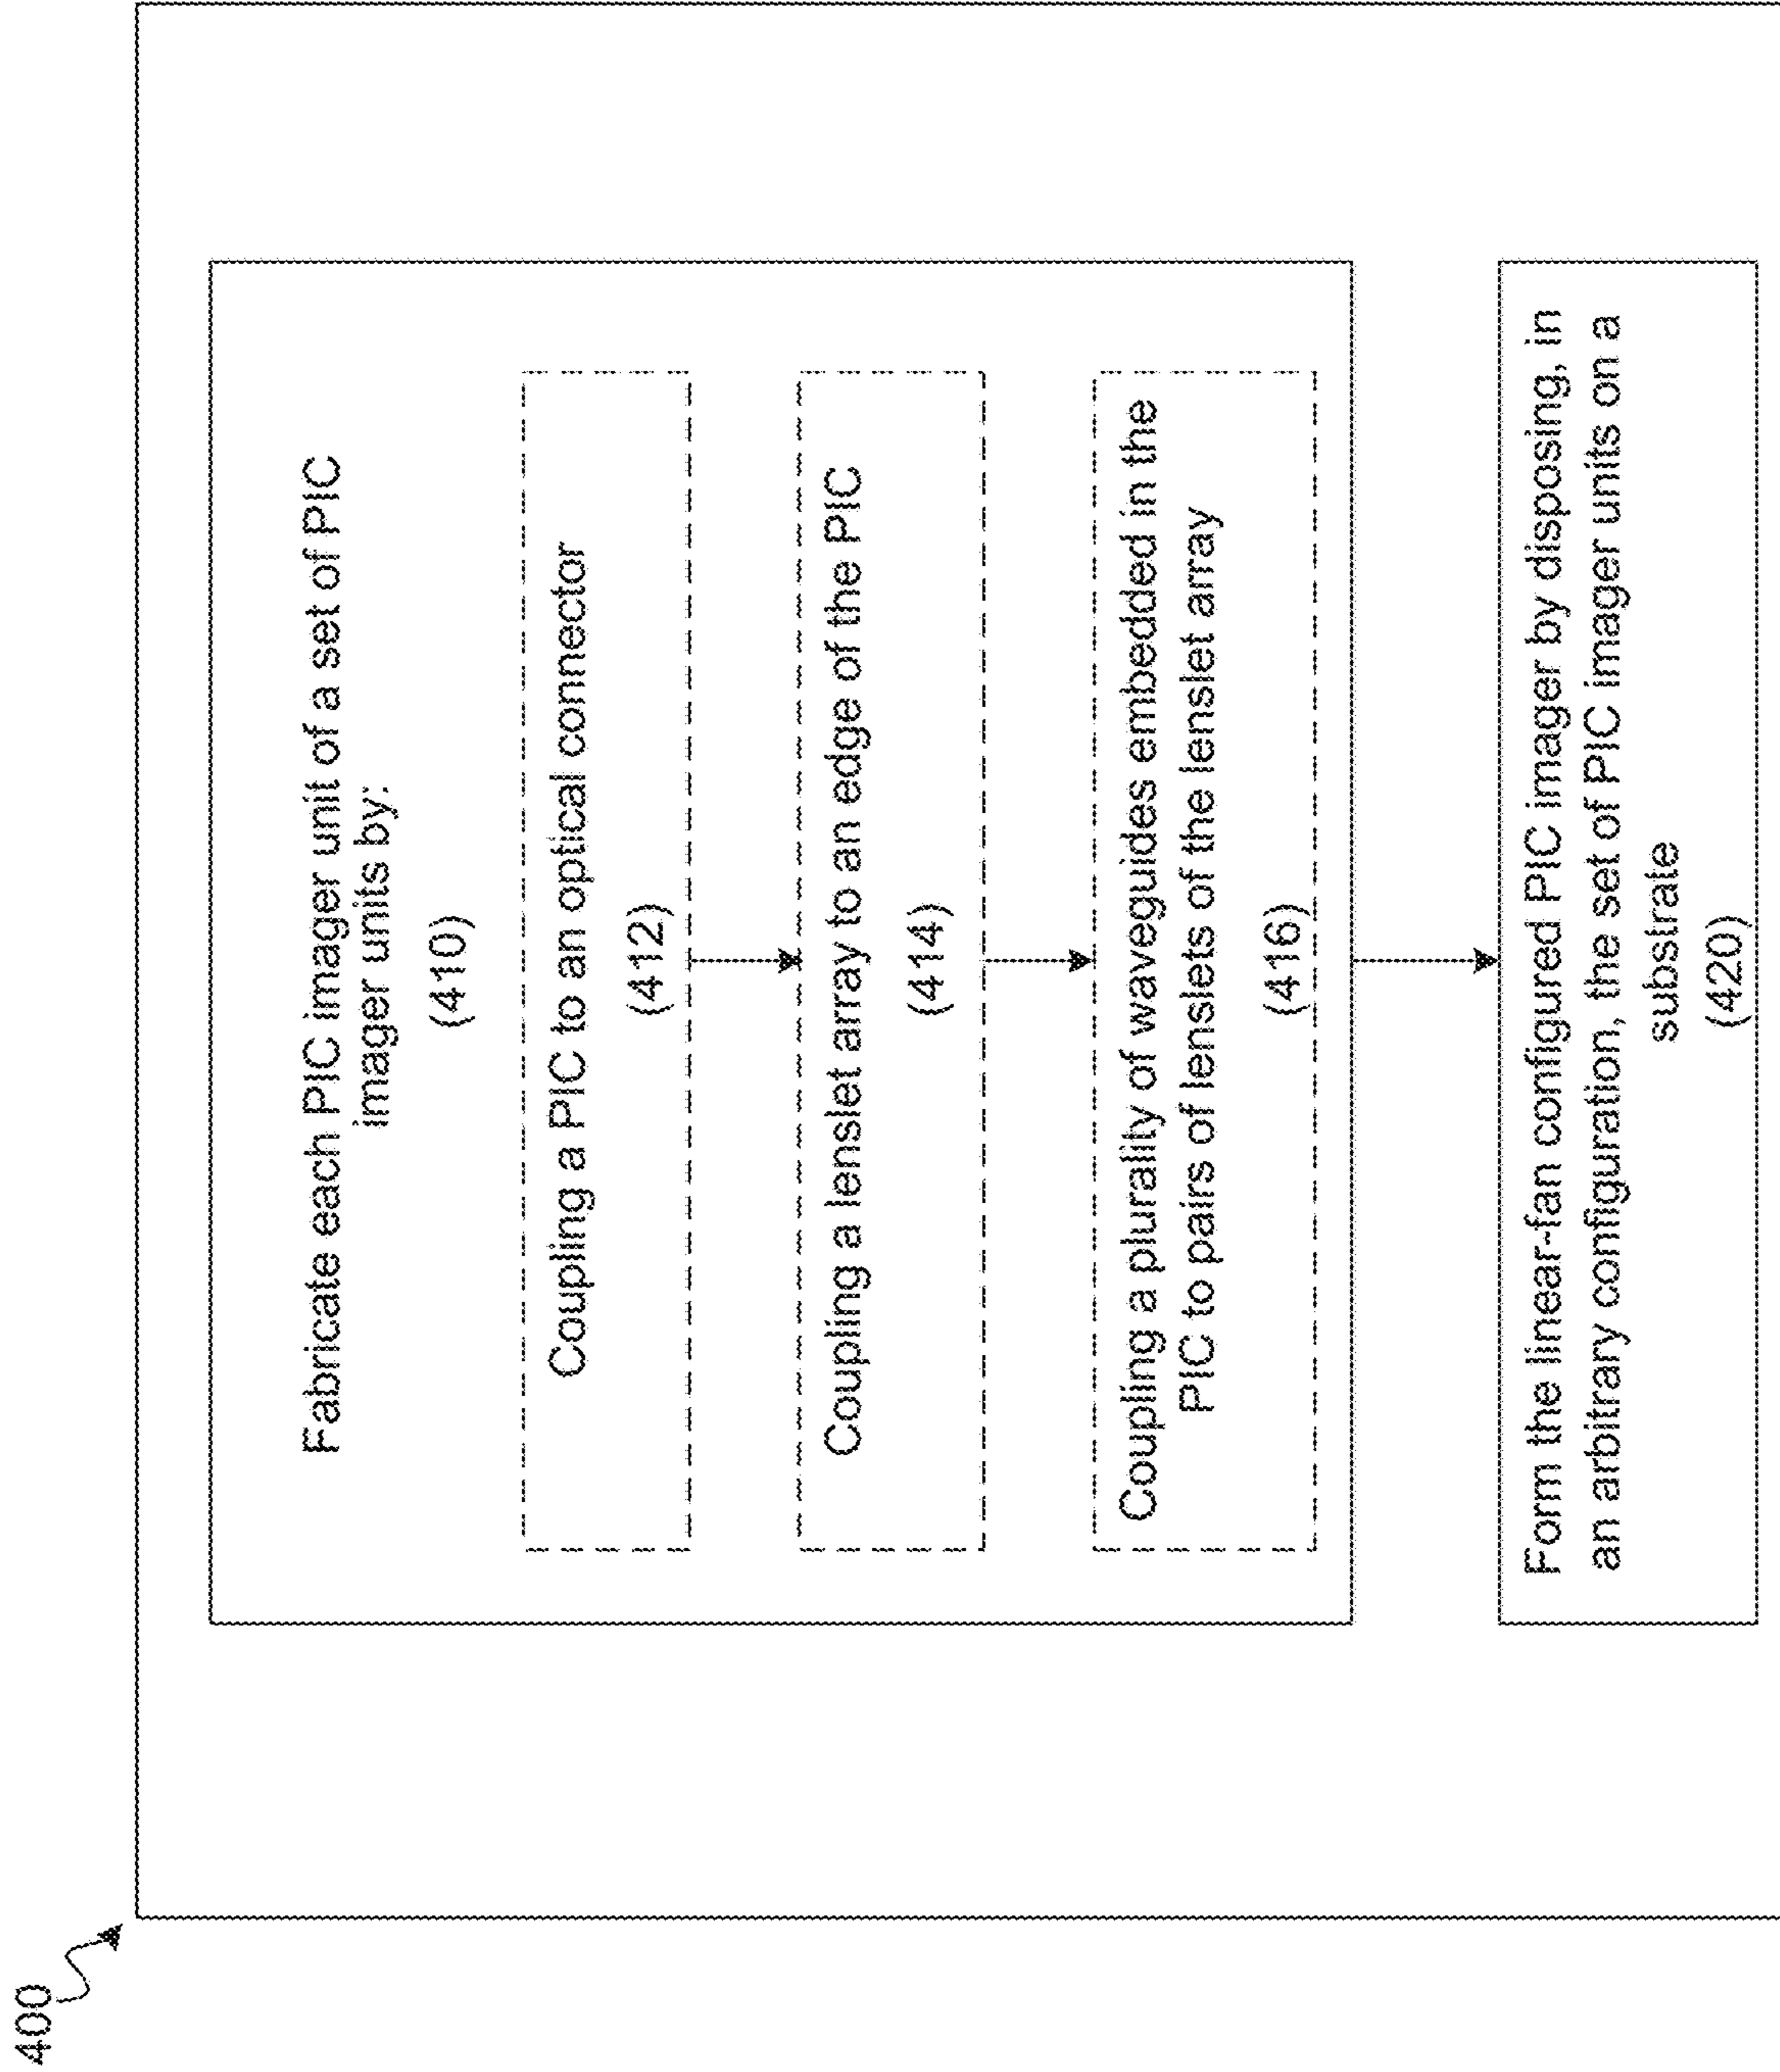 400
Fabricate each PIC imager unit of a set of PIC
imager units by:
(410)
Coupling a PIC to an optical connector
(412)
Coupling a lenslet array to an edge of the PIC
(414)
Coupling a plurality of waveguides embedded in the
PIC to pairs of lenslets of the lenslet array
(416)
Form the linear-fan configured PIC imager by disposing, in
an arbitrary configuration, the set of PIC imager units on a
substrate
(420)